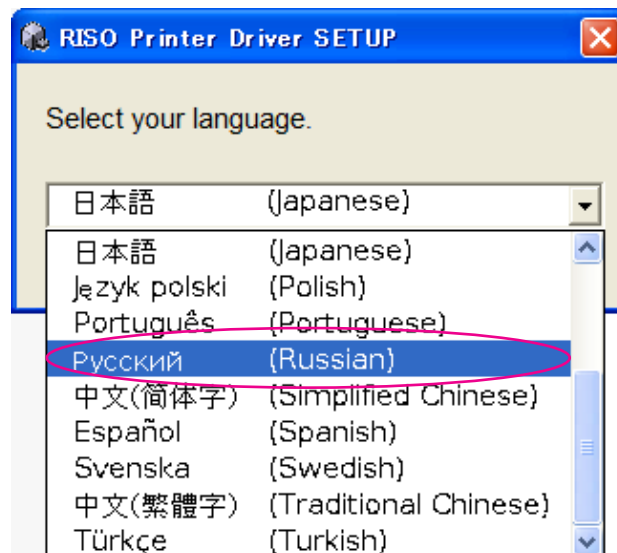 RISO Printer Driver SETUP
Select your language.
日本語 (Japanese)
日本語 (Japanese)
Język polski (Polish)
Português (Portuguese)
Русский (Russian)
中文(简体字) (Simplified Chinese)
Español (Spanish)
Svenska (Swedish)
中文(繁體字) (Traditional Chinese)
Türkçe (Turkish)